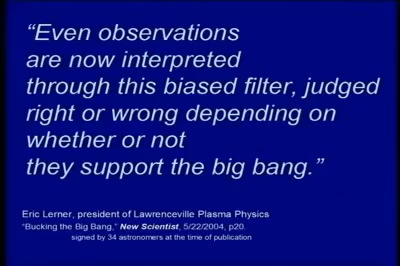 “Even observations
are now interpreted
through this biased filter, judged
right or wrong depending on
whether or not
they support the big bang.”
Eric Lerner, president of Lawrenceville Plasma Physics
“Bucking the Big Bang,” New Scientist, 5/22/2004, p20.
signed by 34 astronomers at the time of publication